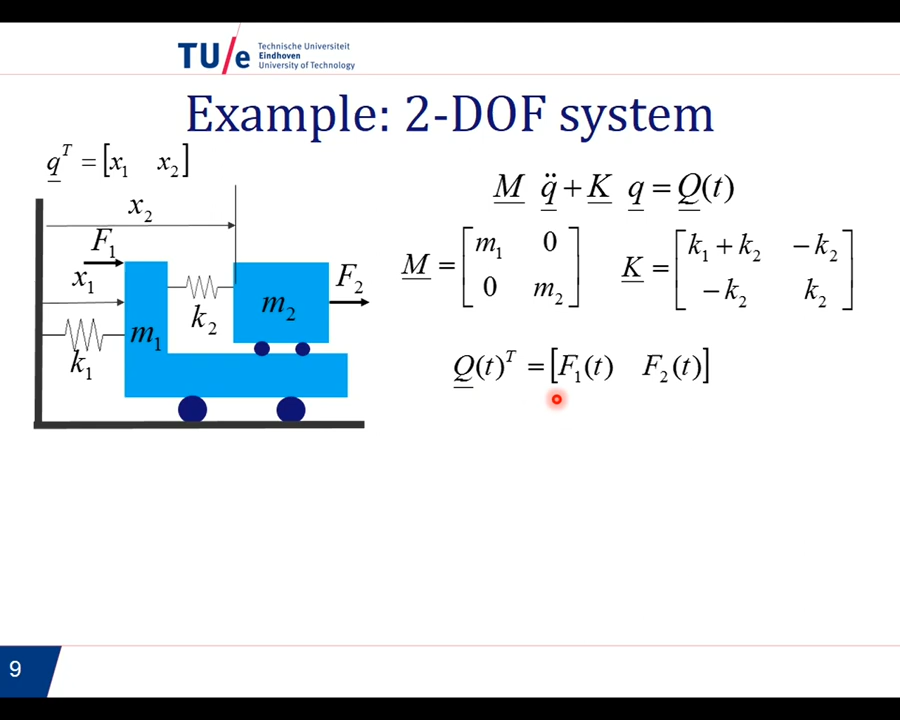 TU/e Technische Universiteit
Eindhoven
University of Technology
Example: 2-DOF system
q^T = [x₁ x₂]
M q̈ + K q = Q(t)
M = [m₁ 0; 0 m₂]
K = [k₁ + k₂ −k₂; −k₂ k₂]
Q(t)^T = [F₁(t) F₂(t)]
x₂
F₁
x₁
F₂
k₂
m₂
m₁
k₁
9